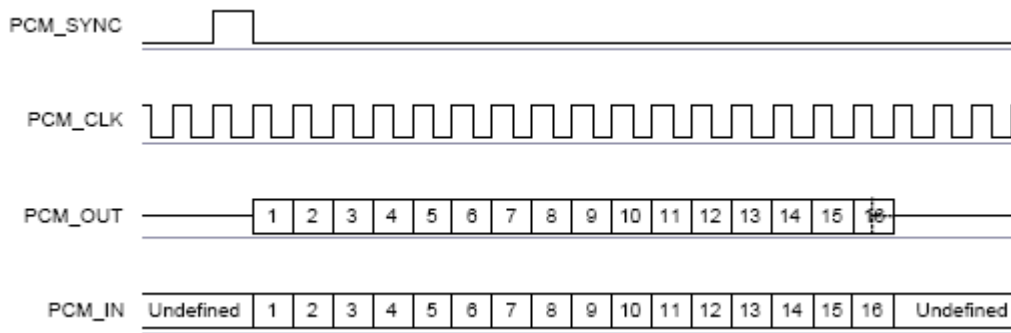 PCM_SYNC
PCM_CLK
PCM_OUT 1 2 3 4 5 6 7 8 9 10 11 12 13 14 15 16
PCM_IN Undefined 1 2 3 4 5 6 7 8 9 10 11 12 13 14 15 16 Undefined